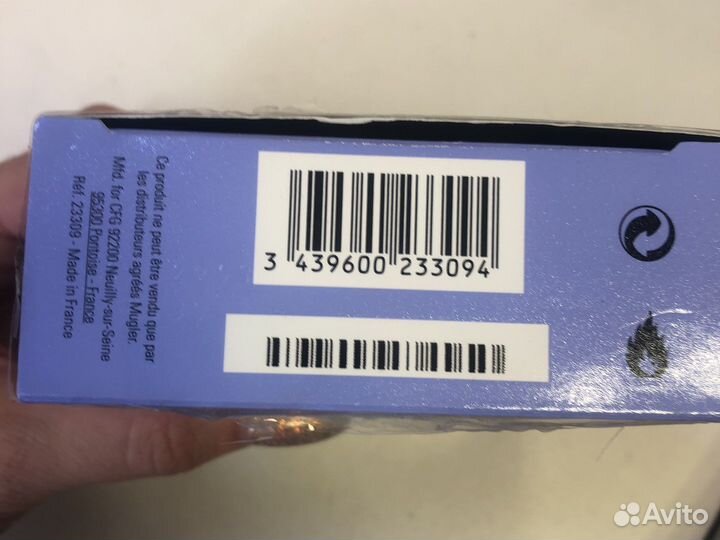 3 439600 233094
Ce produit ne peut être vendu que par
les distributeurs agréés Mugler.
Mfd. for CFG 92200 Neuilly-sur-Seine
95300 Pontoise - France
Réf. 23309 - Made in France
Avito